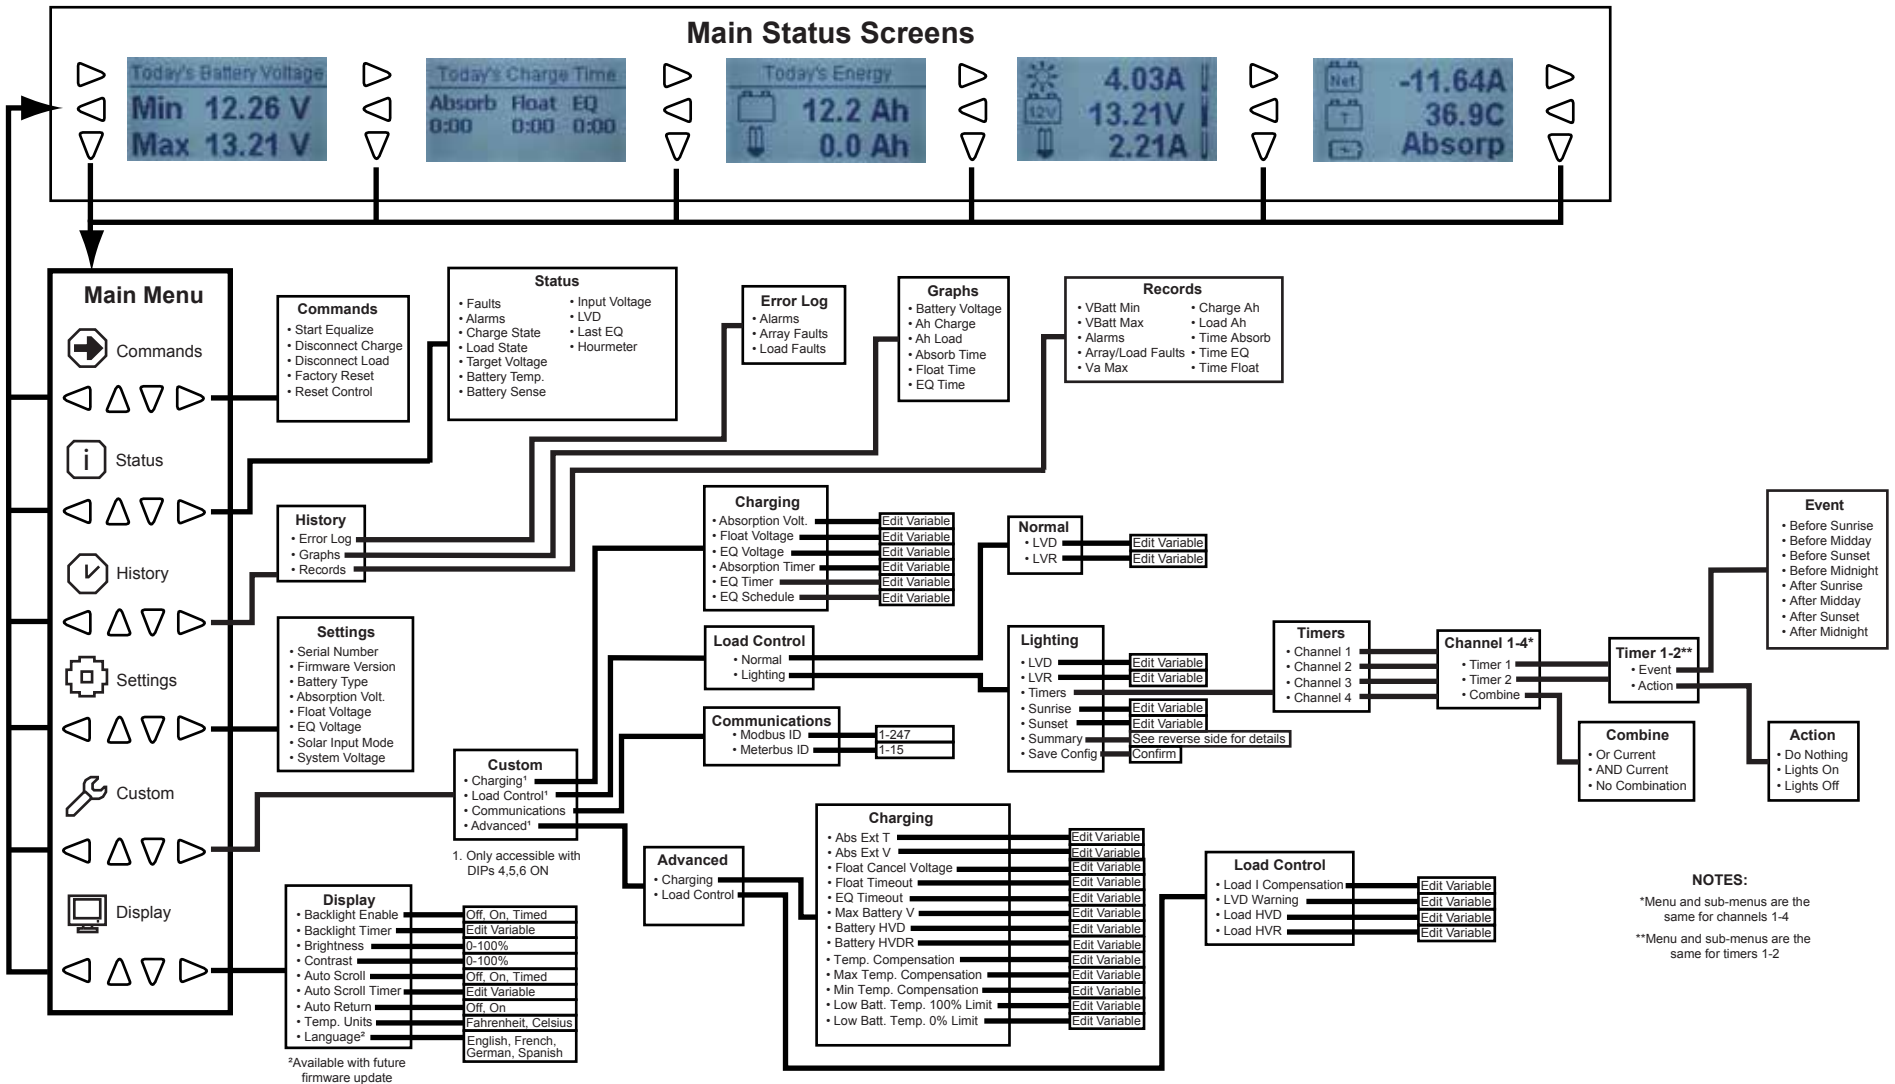 Main Status Screens
Today's Battery Voltage
Min 12.26 V
Max 13.21 V
Today's Charge Time
Absorb Float EQ
0:00 0:00 0:00
Today's Energy
12.2 Ah
0.0 Ah
4.03A
12V 13.21V
2.21A
Net -11.64A
T 36.9C
Absorp
Main Menu
Commands
Status
History
Settings
Custom
Display
Commands
• Start Equalize
• Disconnect Charge
• Disconnect Load
• Factory Reset
• Reset Control
Status
• Faults
• Alarms
• Charge State
• Load State
• Target Voltage
• Battery Temp.
• Battery Sense
• Input Voltage
• LVD
• Last EQ
• Hourmeter
Error Log
• Alarms
• Array Faults
• Load Faults
Graphs
• Battery Voltage
• Ah Charge
• Ah Load
• Absorb Time
• Float Time
• EQ Time
Records
• VBatt Min
• VBatt Max
• Alarms
• Array/Load Faults
• Va Max
• Charge Ah
• Load Ah
• Time Absorb
• Time EQ
• Time Float
History
• Error Log
• Graphs
• Records
Settings
• Serial Number
• Firmware Version
• Battery Type
• Absorption Volt.
• Float Voltage
• EQ Voltage
• Solar Input Mode
• System Voltage
Custom
• Charging¹
• Load Control¹
• Communications
• Advanced¹
1. Only accessible with
DIPs 4,5,6 ON
Display
• Backlight Enable Off, On, Timed
• Backlight Timer Edit Variable
• Brightness 0-100%
• Contrast 0-100%
• Auto Scroll Off, On, Timed
• Auto Scroll Timer Edit Variable
• Auto Return Off, On
• Temp. Units Fahrenheit, Celsius
• Language² English, French,
German, Spanish
²Available with future
firmware update
Charging
• Absorption Volt. Edit Variable
• Float Voltage Edit Variable
• EQ Voltage Edit Variable
• Absorption Timer Edit Variable
• EQ Timer Edit Variable
• EQ Schedule Edit Variable
Load Control
• Normal
• Lighting
Communications
• Modbus ID 1-247
• Meterbus ID 1-15
Advanced
• Charging
• Load Control
Normal
• LVD Edit Variable
• LVR Edit Variable
Lighting
• LVD Edit Variable
• LVR Edit Variable
• Timers
• Sunrise Edit Variable
• Sunset Edit Variable
• Summary See reverse side for details
• Save Config Confirm
Timers
• Channel 1
• Channel 2
• Channel 3
• Channel 4
Channel 1-4*
• Timer 1
• Timer 2
• Combine
Timer 1-2**
• Event
• Action
Event
• Before Sunrise
• Before Midday
• Before Sunset
• Before Midnight
• After Sunrise
• After Midday
• After Sunset
• After Midnight
Combine
• Or Current
• AND Current
• No Combination
Action
• Do Nothing
• Lights On
• Lights Off
Charging
• Abs Ext T Edit Variable
• Abs Ext V Edit Variable
• Float Cancel Voltage Edit Variable
• Float Timeout Edit Variable
• EQ Timeout Edit Variable
• Max Battery V Edit Variable
• Battery HVD Edit Variable
• Battery HVDR Edit Variable
• Temp. Compensation Edit Variable
• Max Temp. Compensation Edit Variable
• Min Temp. Compensation Edit Variable
• Low Batt. Temp. 100% Limit Edit Variable
• Low Batt. Temp. 0% Limit Edit Variable
Load Control
• Load I Compensation Edit Variable
• LVD Warning Edit Variable
• Load HVD Edit Variable
• Load HVR Edit Variable
NOTES:
*Menu and sub-menus are the
same for channels 1-4
**Menu and sub-menus are the
same for timers 1-2